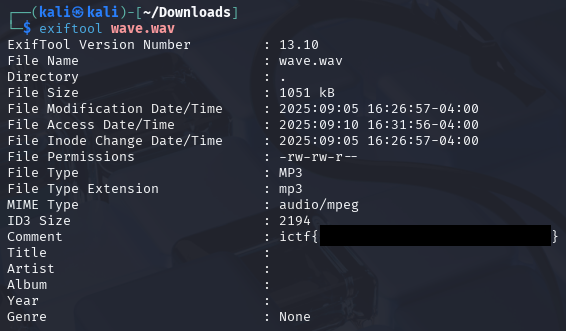 ┌──(kali㉿kali)-[~/Downloads]
└─$ exiftool wave.wav
ExifTool Version Number         : 13.10
File Name                       : wave.wav
Directory                       : .
File Size                       : 1051 kB
File Modification Date/Time     : 2025:09:05 16:26:57-04:00
File Access Date/Time           : 2025:09:10 16:31:56-04:00
File Inode Change Date/Time     : 2025:09:05 16:26:57-04:00
File Permissions                : -rw-rw-r--
File Type                       : MP3
File Type Extension             : mp3
MIME Type                       : audio/mpeg
ID3 Size                        : 2194
Comment                         : ictf{ }
Title                           :
Artist                          :
Album                           :
Year                            :
Genre                           : None